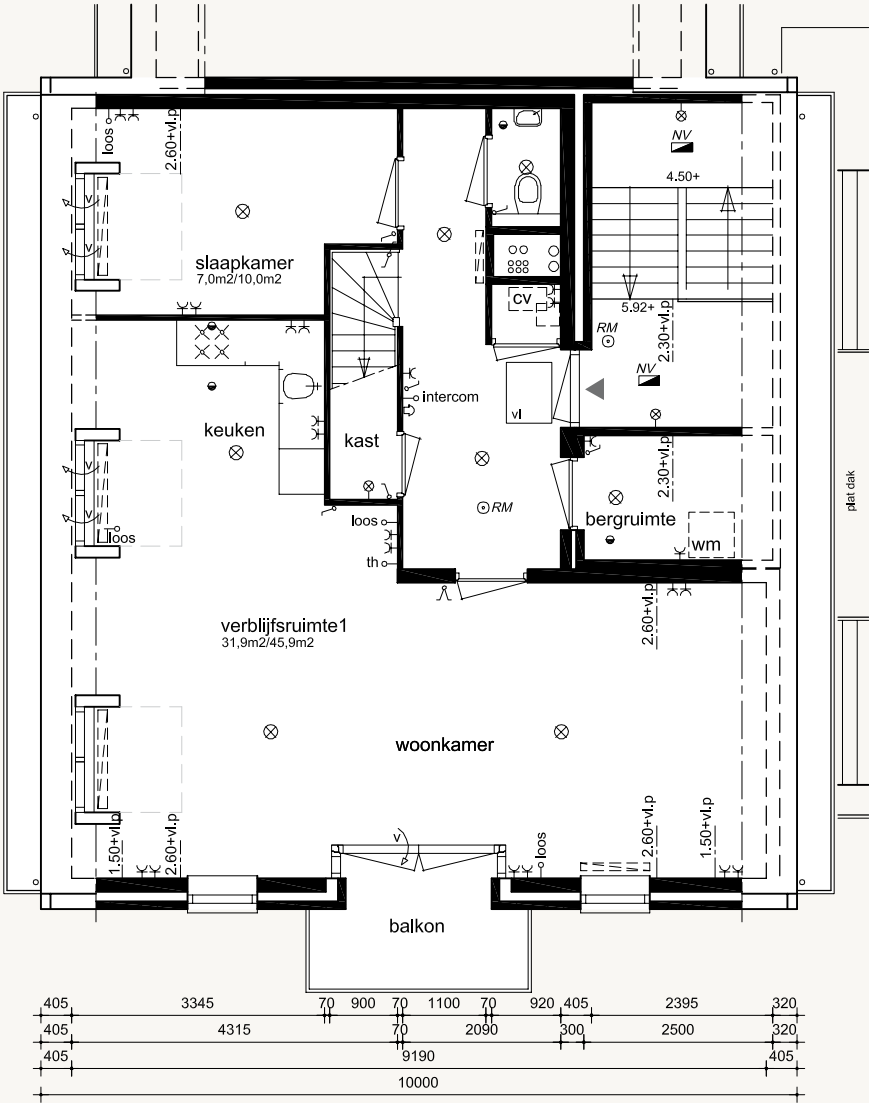 loos
2.60+vl.p
NV
4.50+
V
V
slaapkamer
7,0m2/10,0m2
CV
5.92+
RM
2.30+vl.p
NV
intercom
vl
keuken
kast
V
V
loos
2.30+vl.p
bergruimte
wm
plat dak
loos
RM
th
verblijfsruimte1
31,9m2/45,9m2
2.60+vl.p
woonkamer
1.50+vl.p
2.60+vl.p
V
loos
2.60+vl.p
1.50+vl.p
balkon
405 3345 70 900 70 1100 70 920 405 2395 320
405 4315 70 2090 300 2500 320
405 9190 405
10000